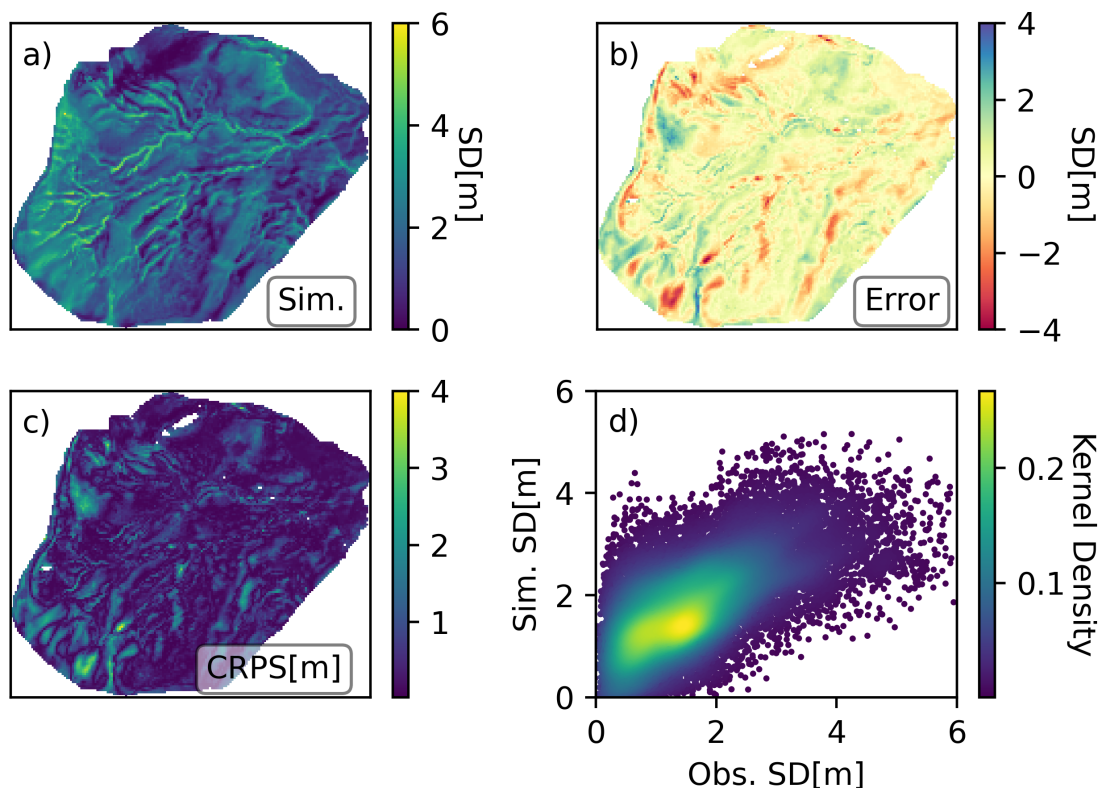 a)
Sim.
6
4
2
0
SD[m]
b)
Error
4
2
0
−2
−4
SD[m]
c)
CRPS[m]
4
3
2
1
d)
6
4
2
0
Sim. SD[m]
0 2 4 6
Obs. SD[m]
0.2
0.1
Kernel Density